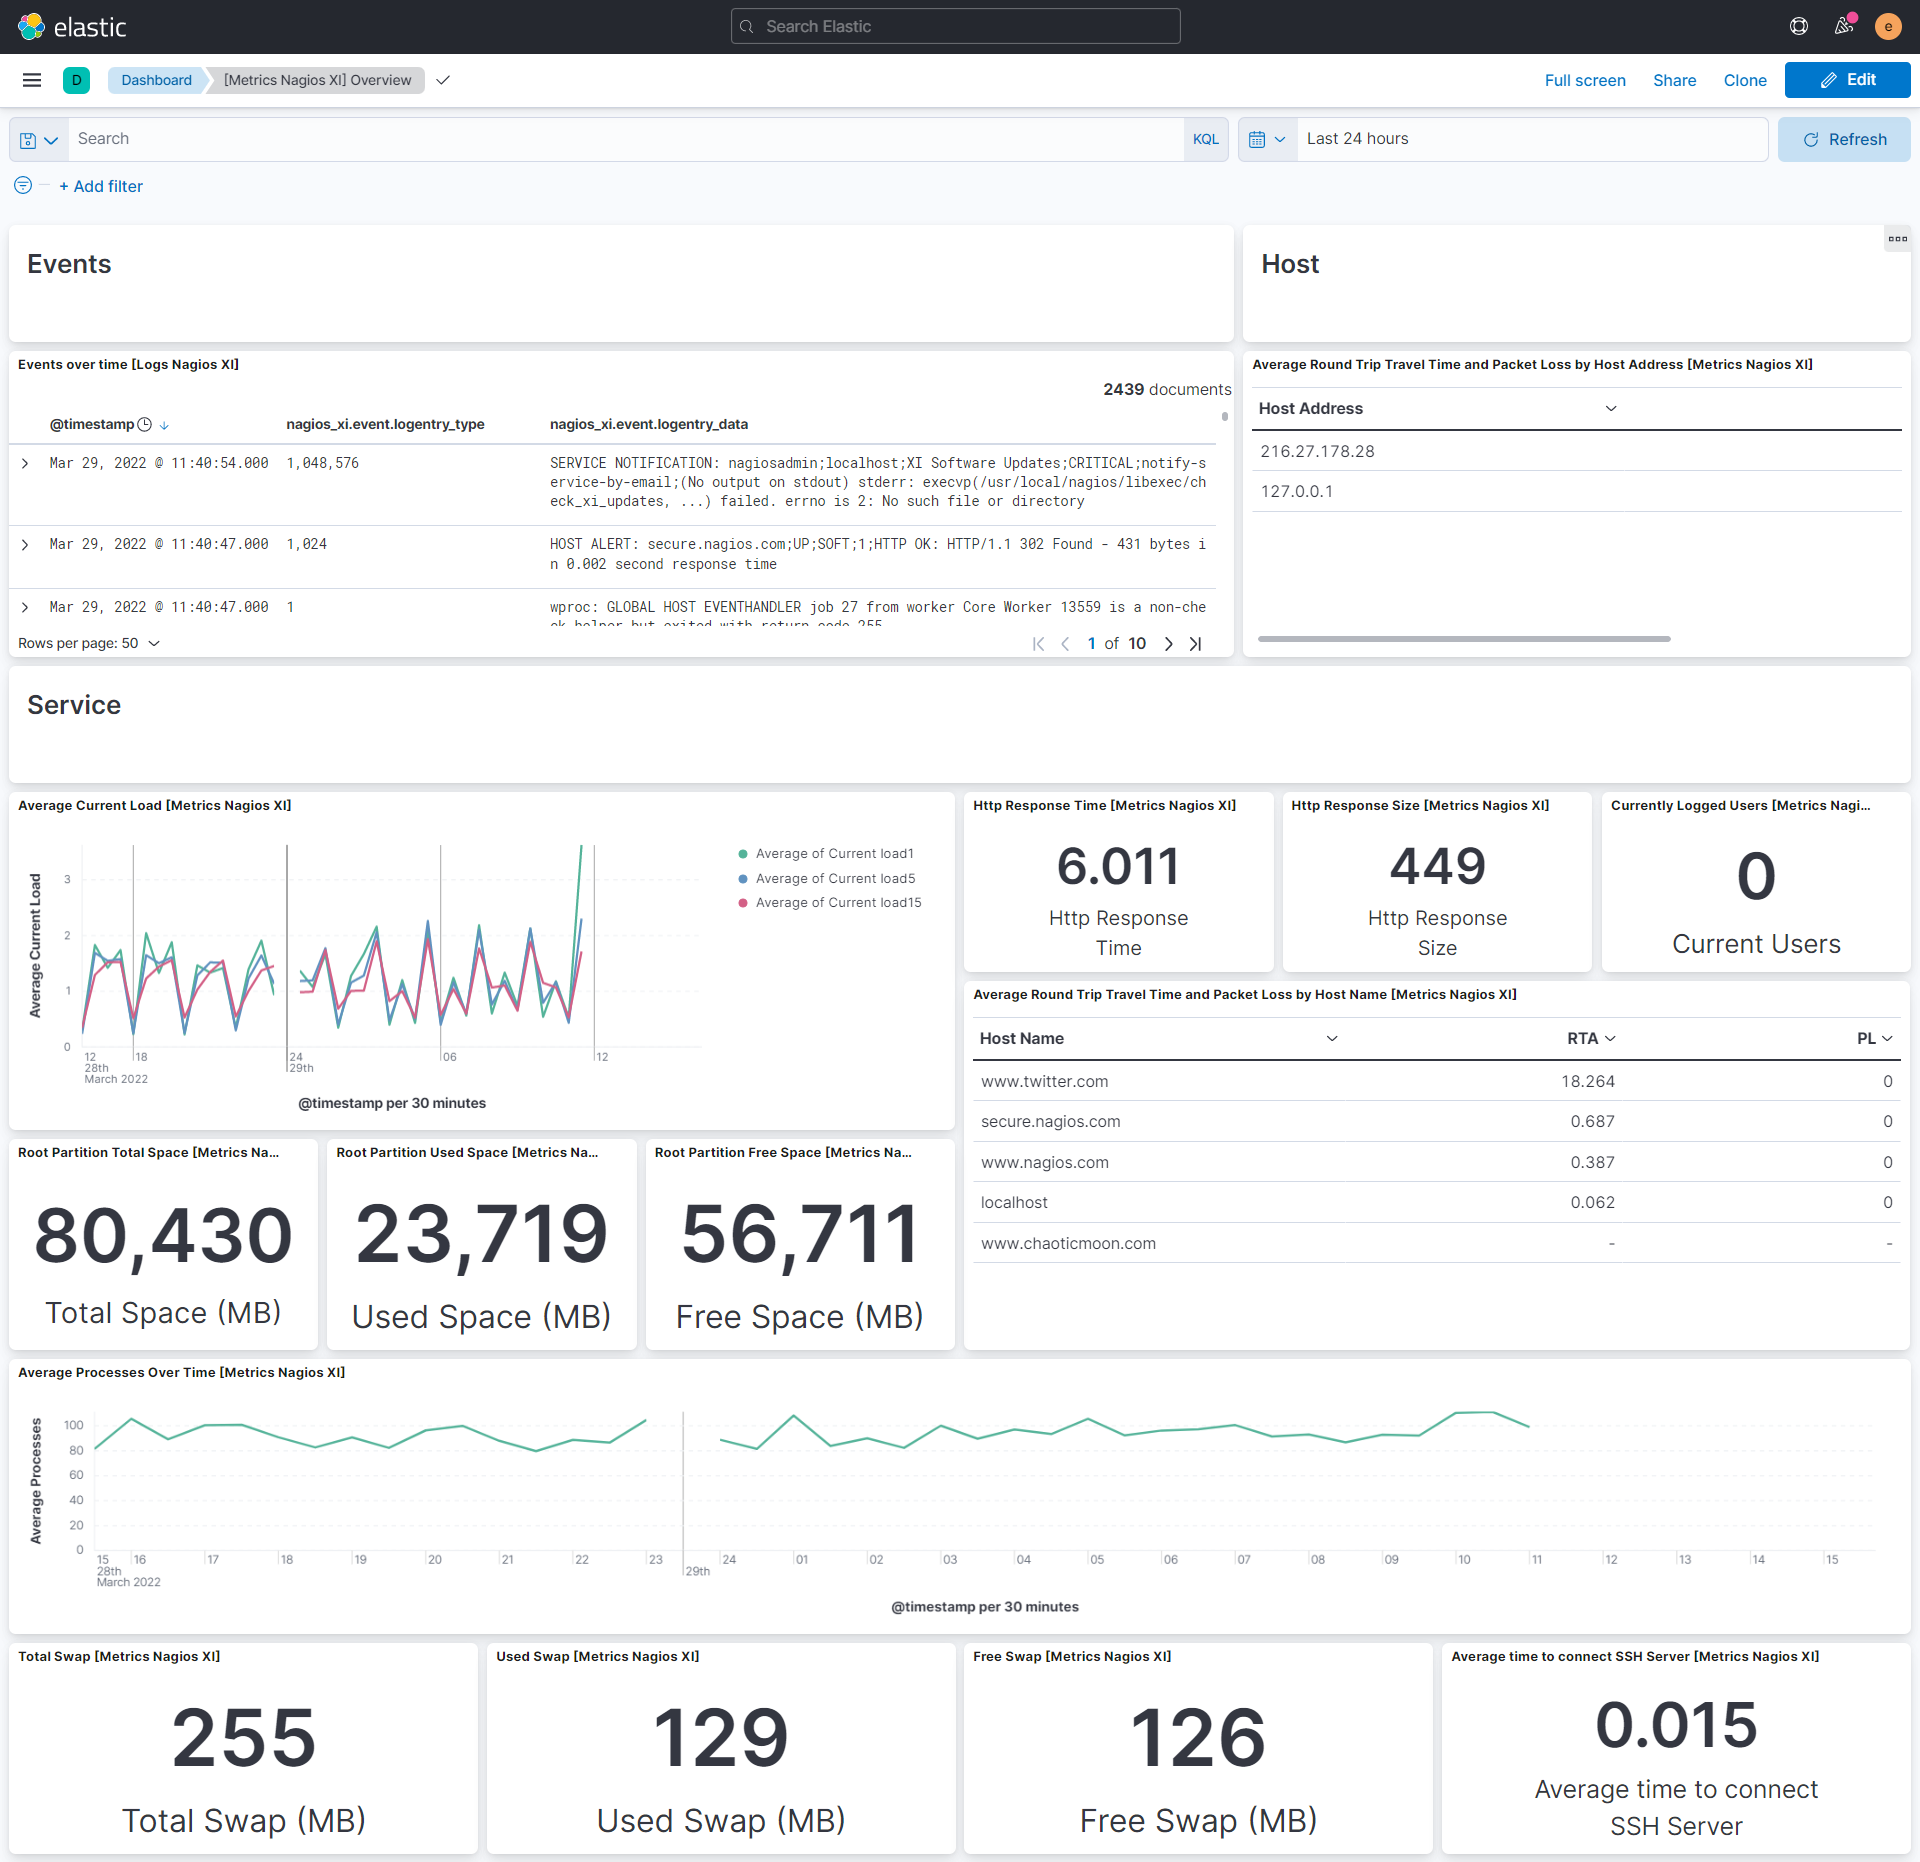 elastic
Search Elastic
e
D
Dashboard
[Metrics Nagios XI] Overview
Full screen
Share
Clone
Edit
Search
KQL
Last 24 hours
Refresh
+ Add filter
Events
Host
Events over time [Logs Nagios XI]
2439 documents
@timestamp nagios_xi.event.logentry_type nagios_xi.event.logentry_data
Mar 29, 2022 @ 11:40:54.000 1,048,576 SERVICE NOTIFICATION: nagiosadmin;localhost;XI Software Updates;CRITICAL;notify-s
ervice-by-email;(No output on stdout) stderr: execvp(/usr/local/nagios/libexec/ch
eck_xi_updates, ...) failed. errno is 2: No such file or directory
Mar 29, 2022 @ 11:40:47.000 1,024 HOST ALERT: secure.nagios.com;UP;SOFT;1;HTTP OK: HTTP/1.1 302 Found - 431 bytes i
n 0.002 second response time
Mar 29, 2022 @ 11:40:47.000 1 wproc: GLOBAL HOST EVENTHANDLER job 27 from worker Core Worker 13559 is a non-che
ck helper but exited with return code 255
Rows per page: 50
1 of 10
Average Round Trip Travel Time and Packet Loss by Host Address [Metrics Nagios XI]
Host Address
216.27.178.28
127.0.0.1
Service
Average Current Load [Metrics Nagios XI]
Average Current Load
3
2
1
0
12 18 24 06 12
28th 29th
March 2022
@timestamp per 30 minutes
Average of Current load1
Average of Current load5
Average of Current load15
Http Response Time [Metrics Nagios XI]
6.011
Http Response
Time
Http Response Size [Metrics Nagios XI]
449
Http Response
Size
Currently Logged Users [Metrics Nagi...
0
Current Users
Average Round Trip Travel Time and Packet Loss by Host Name [Metrics Nagios XI]
Host Name RTA PL
www.twitter.com 18.264 0
secure.nagios.com 0.687 0
www.nagios.com 0.387 0
localhost 0.062 0
www.chaoticmoon.com - -
Root Partition Total Space [Metrics Na...
80,430
Total Space (MB)
Root Partition Used Space [Metrics Na...
23,719
Used Space (MB)
Root Partition Free Space [Metrics Na...
56,711
Free Space (MB)
Average Processes Over Time [Metrics Nagios XI]
Average Processes
100
80
60
40
20
0
15 16 17 18 19 20 21 22 23 24 01 02 03 04 05 06 07 08 09 10 11 12 13 14 15
28th 29th
March 2022
@timestamp per 30 minutes
Total Swap [Metrics Nagios XI]
255
Total Swap (MB)
Used Swap [Metrics Nagios XI]
129
Used Swap (MB)
Free Swap [Metrics Nagios XI]
126
Free Swap (MB)
Average time to connect SSH Server [Metrics Nagios XI]
0.015
Average time to connect
SSH Server